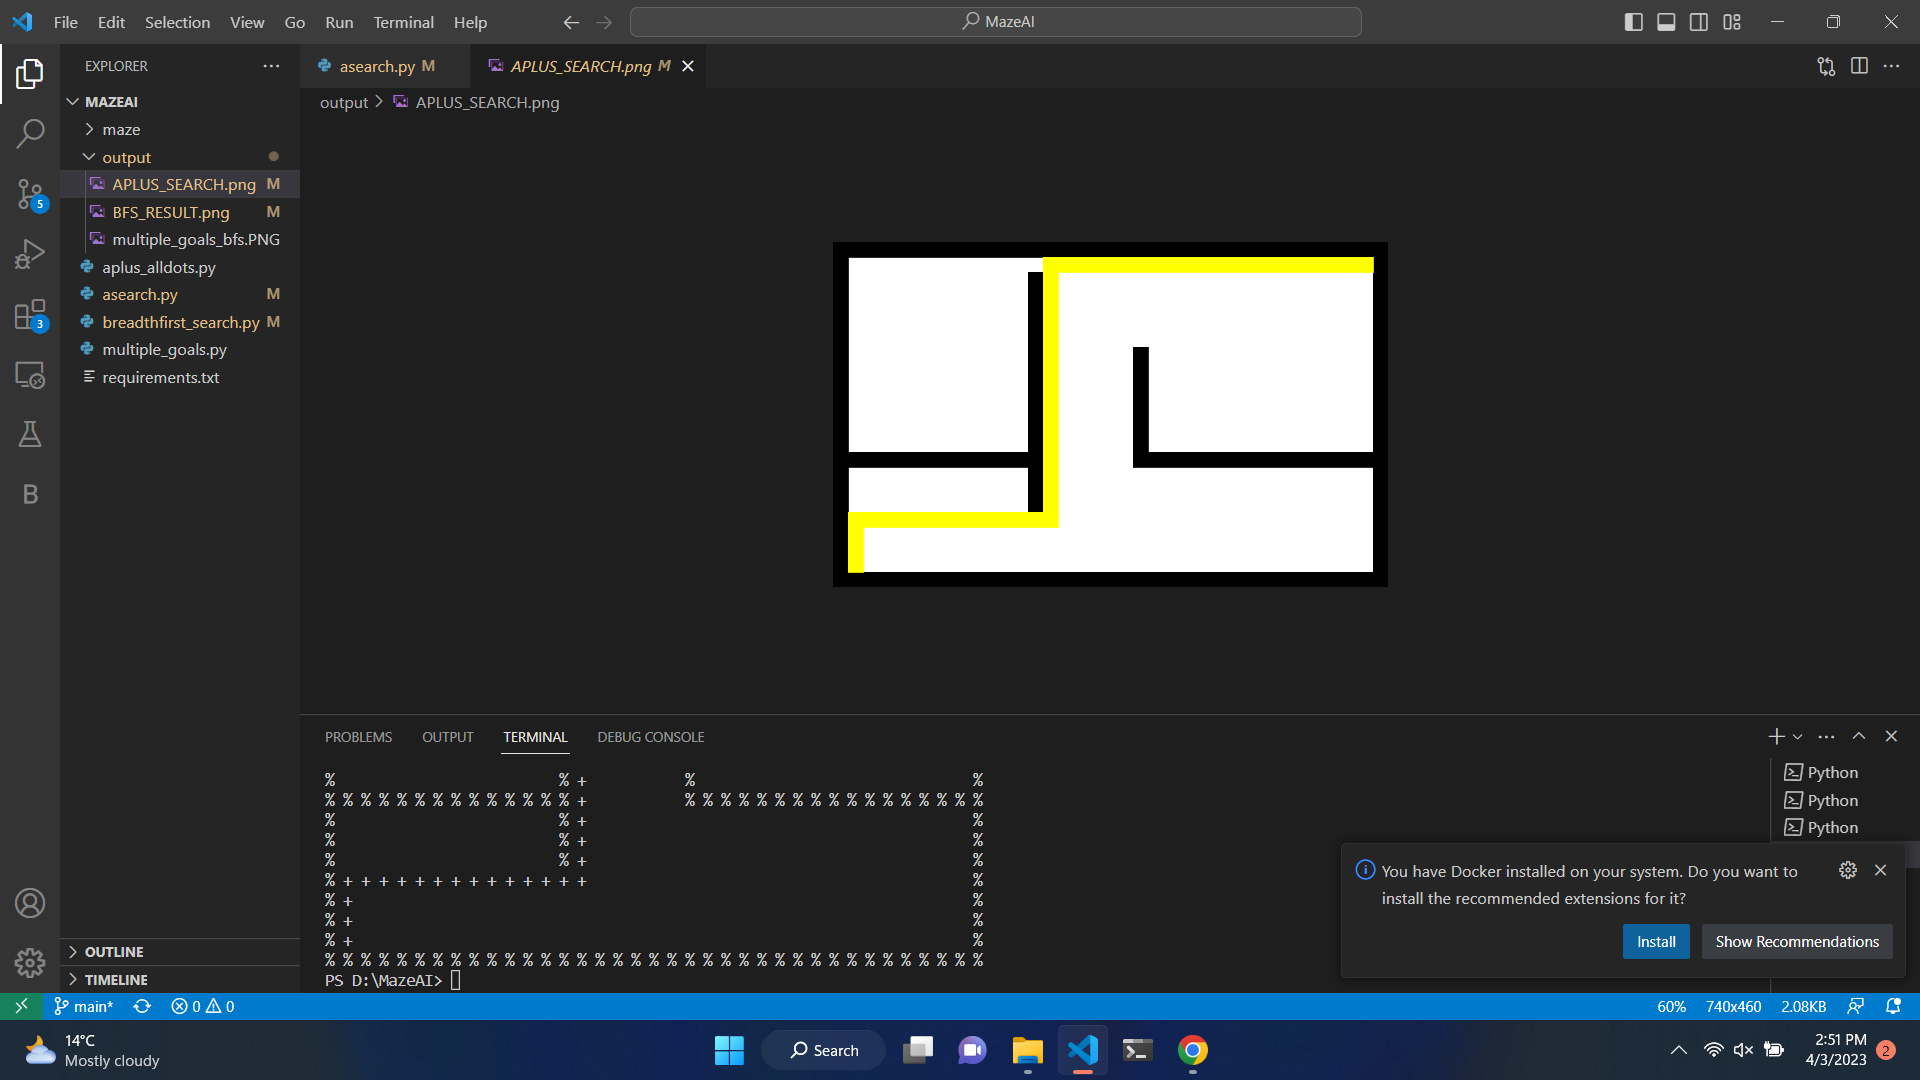 File Edit Selection View Go Run Terminal Help
MazeAI
EXPLORER
asearch.py M
APLUS_SEARCH.png M
output > APLUS_SEARCH.png
MAZEAI
maze
output
APLUS_SEARCH.png M
BFS_RESULT.png M
multiple_goals_bfs.PNG
aplus_alldots.py
asearch.py M
breadthfirst_search.py M
multiple_goals.py
requirements.txt
5
3
B
OUTLINE
TIMELINE
PROBLEMS OUTPUT TERMINAL DEBUG CONSOLE
%                         % +           %                               %
% % % % % % % % % % % % % % +           % % % % % % % % % % % % % % % % %
%                         % +                                           %
%                         % +                                           %
%                         % +                                           %
% + + + + + + + + + + + + + +                                           %
% +                                                                     %
% +                                                                     %
% +                                                                     %
% % % % % % % % % % % % % % % % % % % % % % % % % % % % % % % % % % % % %
PS D:\MazeAI>
Python
Python
Python
You have Docker installed on your system. Do you want to
install the recommended extensions for it?
Install
Show Recommendations
main* 0 0
60% 740x460 2.08KB
14°C
Mostly cloudy
Search
2:51 PM
4/3/2023
2